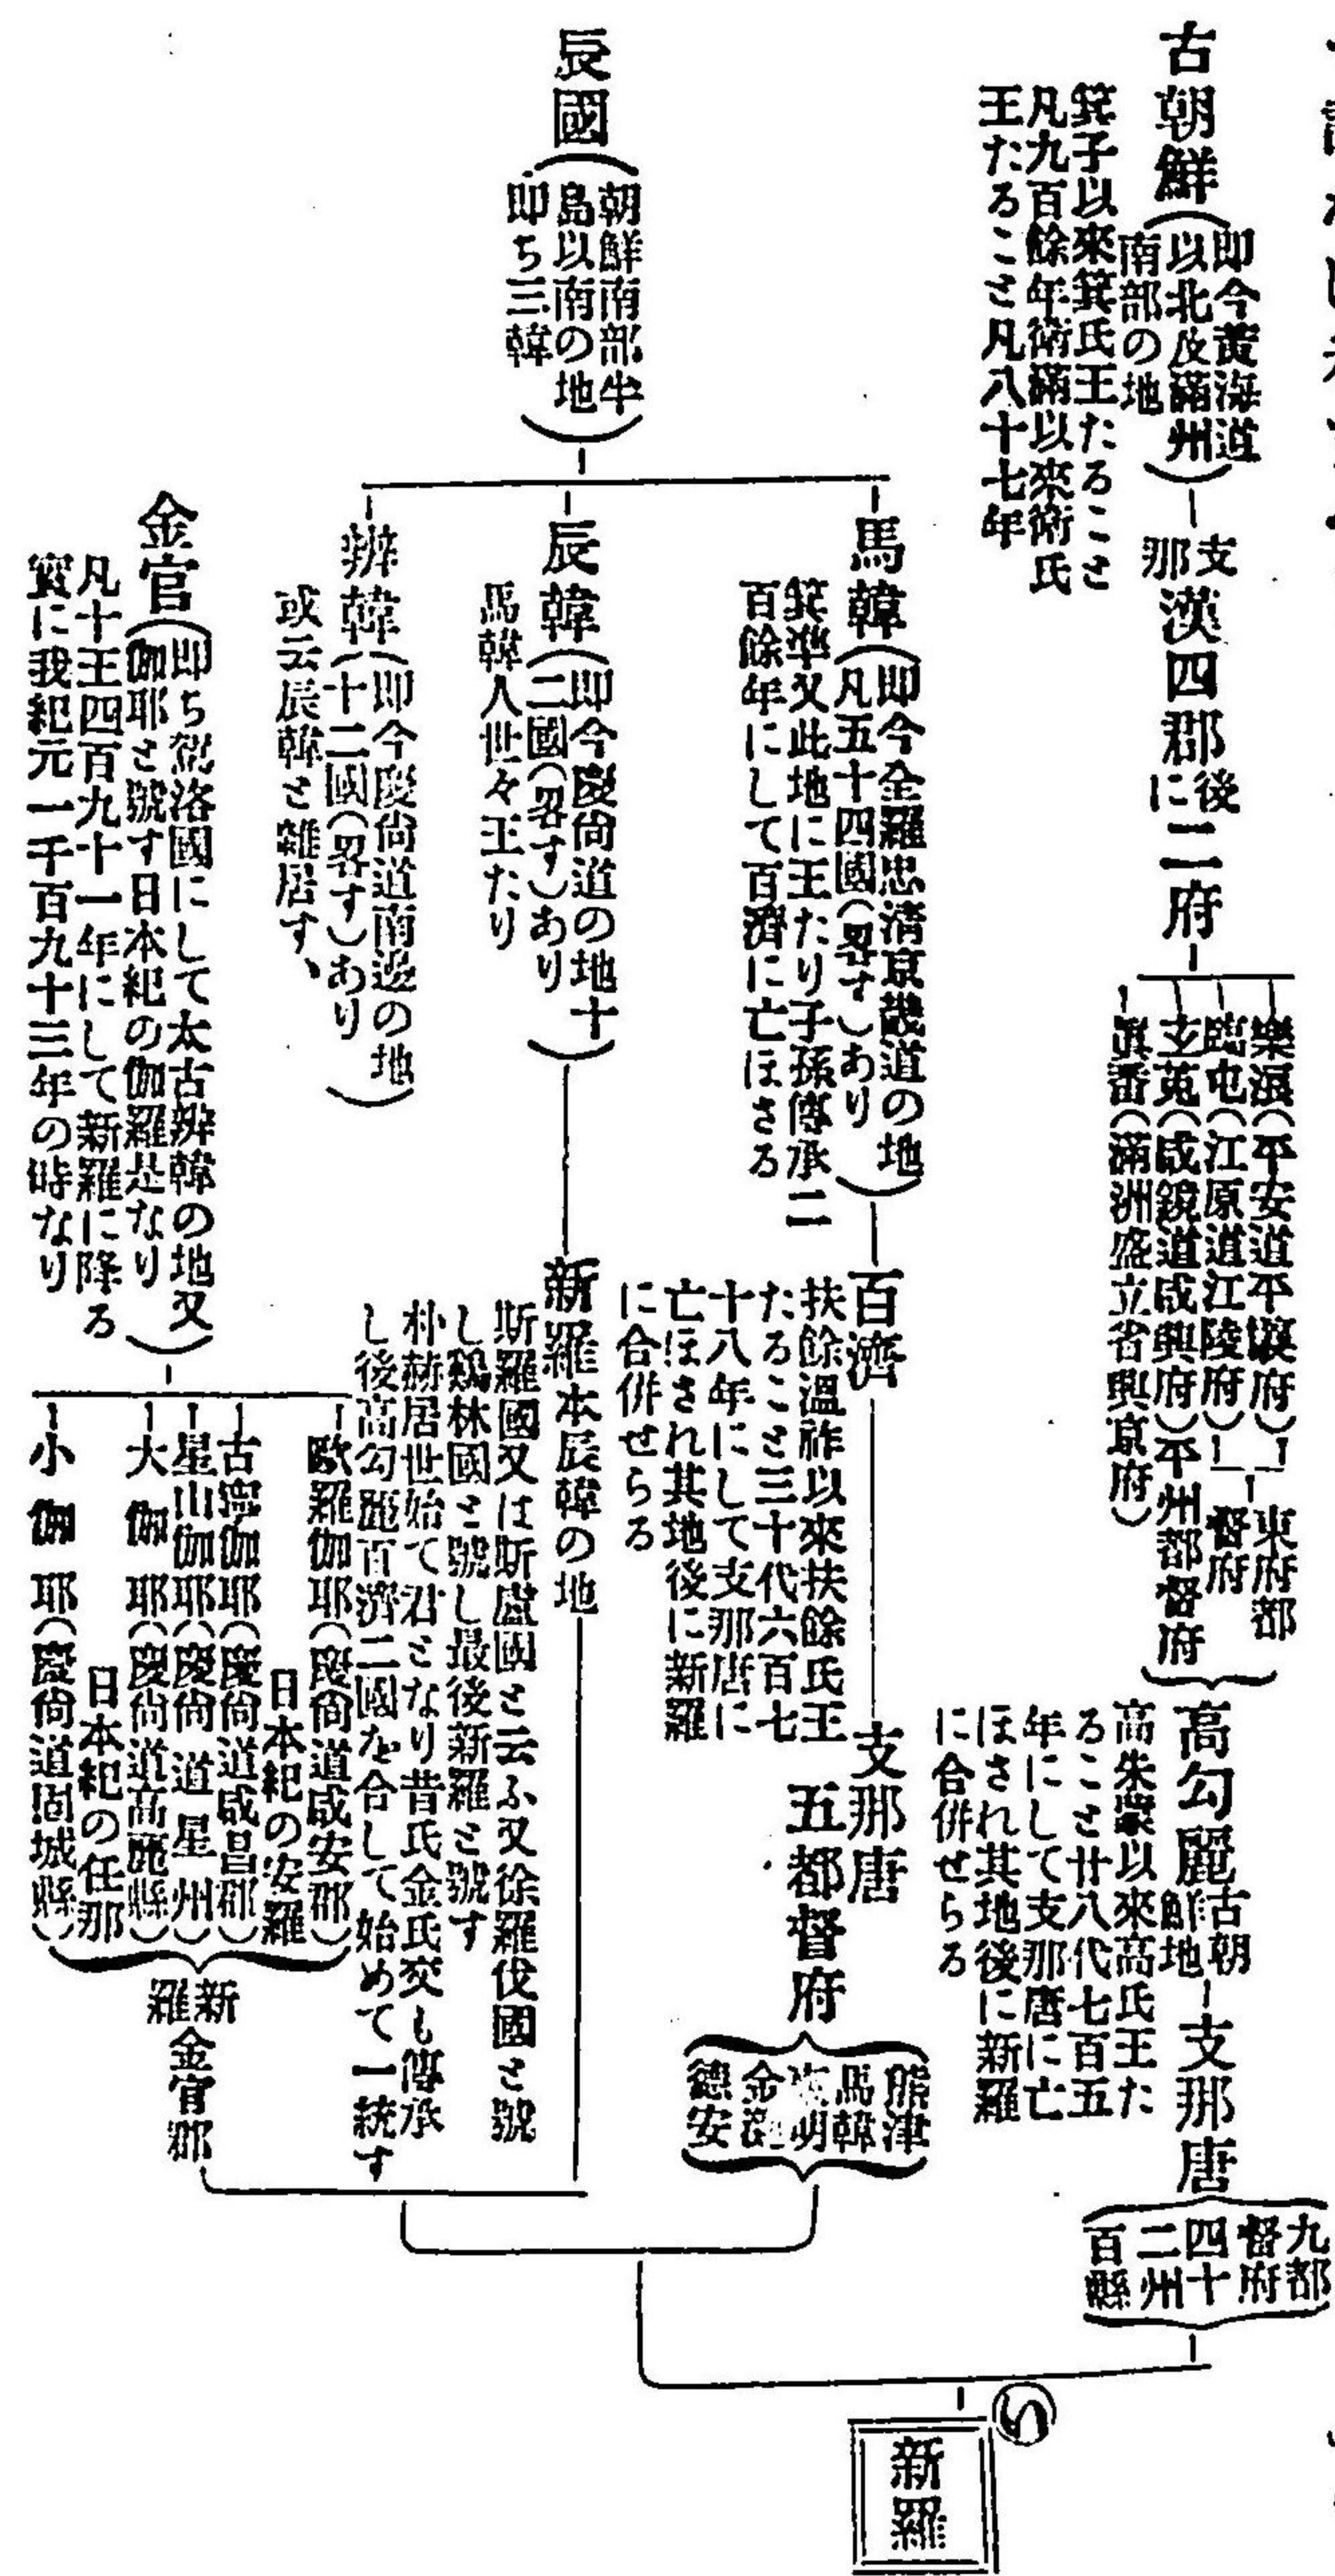 古朝鮮(即今黃海道
以北及滿州
南部の地)
箕子以來箕氏王たること
凡九百餘年衛滿以來衛氏
王たること凡八十七年
支那
漢四郡
後に
二府
樂浪(平安道平壤府)
臨屯(江原道江陵府)
東府都
督府
玄菟(咸鏡道咸興府)平州都督府
眞番(滿洲盛立省興京府)
高勾麗
古朝
鮮地
高朱蒙以來高氏王た
ること廿八代七百五
年にして支那唐に亡
ほされ其地後に新羅
に合併せらる
支那唐
九都
督府
四十
二州
百縣
辰國(朝鮮南部半
島以南の地
即ち三韓)
馬韓(即今全羅忠淸京畿道の地
凡五十四國(畧す)あり)
箕準又此地に王たり子孫傳承二
百餘年にして百濟に亡ほさる
百濟
扶餘溫祚以來扶餘氏王
たること三十代六百七
十八年にして支那唐に
亡ほされ其地後に新羅
に合併せらる
支那唐
五都督府
熊津
馬韓
明
金
德安
辰韓(即今慶尙道の地十
二國(畧す)あり)
馬韓人世々王たり
新羅本辰韓の地
斯羅國又は斯盧國と云ふ又徐羅伐國と號
し鷄林國と號し最後新羅と號す
朴赫居世始て君となり昔氏金氏交も傳承
し後高勾麗百濟二國を合して始めて一統す
辨韓(即今慶尙道南邊の地
十二國(畧す)あり)
或云辰韓と雜居す、
金官(即ち駕洛國にして太古辨韓の地又
伽耶と號す日本紀の伽羅是なり)
凡十王四百九十一年にして新羅に降る
實に我紀元一千百九十三年の時なり
歐羅伽耶(慶尙道咸安郡)
日本紀の安羅
古寧伽耶(慶尙道咸昌郡)
星山伽耶(慶尙道星州)
大伽耶(慶尙道高麗縣)
日本紀の任那
小伽耶(慶尙道固城縣)
新羅
金官郡
い
新羅